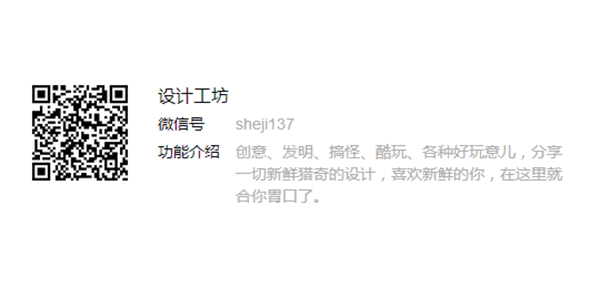 设计工坊
微信号 sheji137
功能介绍 创意、发明、搞怪、酷玩、各种好玩意儿，分享
一切新鲜猎奇的设计，喜欢新鲜的你，在这里就
合你胃口了。